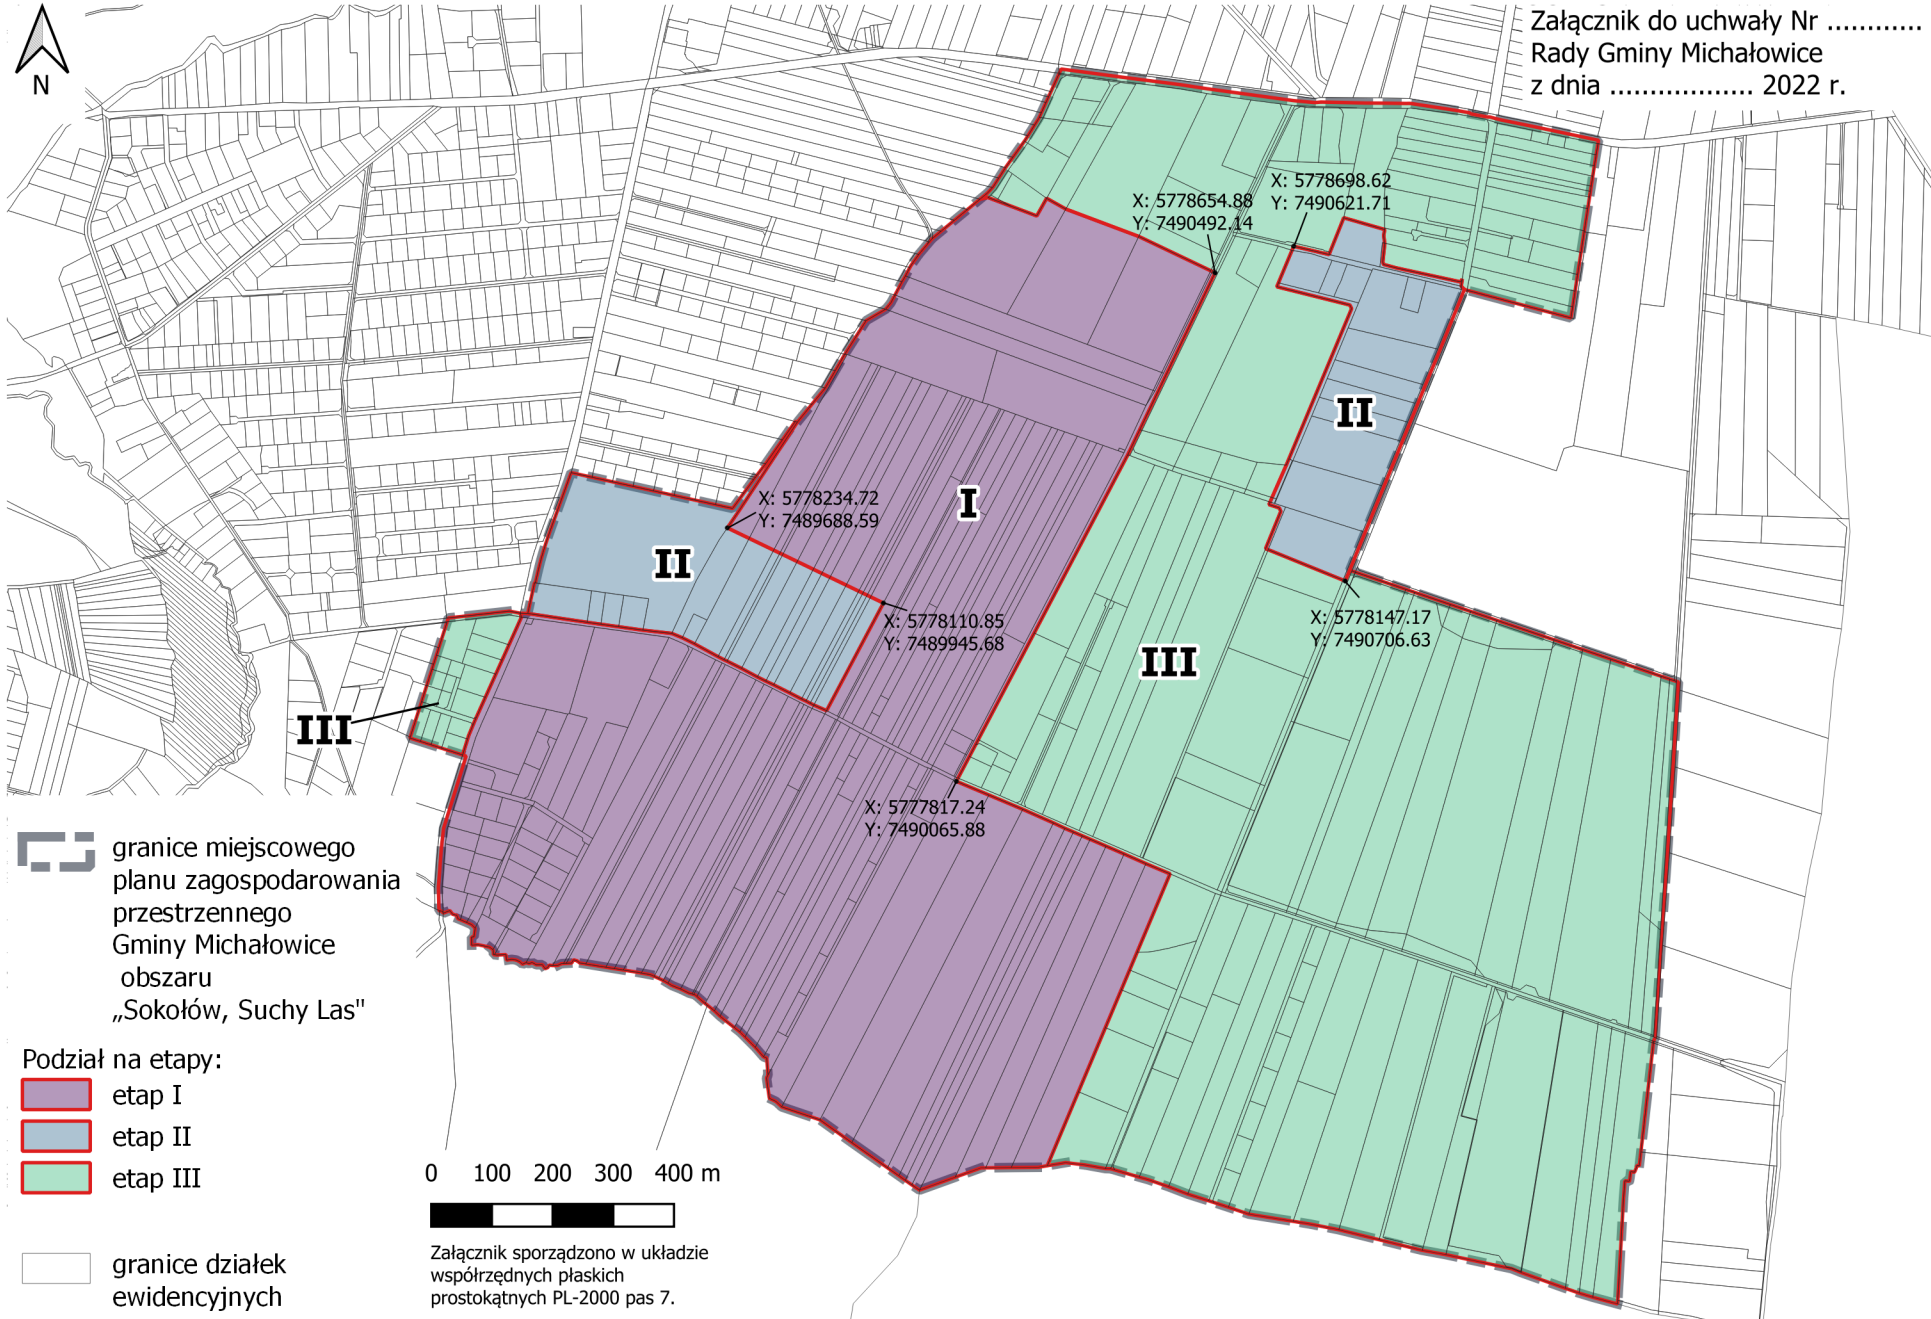 Załącznik do uchwały Nr ............
Rady Gminy Michałowice
z dnia .................. 2022 r.
N
X: 5778698.62
Y: 7490621.71
X: 5778654.88
Y: 7490492.14
II
X: 5778234.72
Y: 7489688.59
I
II
X: 5778110.85
Y: 7489945.68
X: 5778147.17
Y: 7490706.63
III
III
X: 5777817.24
Y: 7490065.88
granice miejscowego
planu zagospodarowania
przestrzennego
Gminy Michałowice
obszaru
„Sokołów, Suchy Las"
Podział na etapy:
etap I
etap II
etap III
granice działek
ewidencyjnych
0 100 200 300 400 m
Załącznik sporządzono w układzie
współrzędnych płaskich
prostokątnych PL-2000 pas 7.